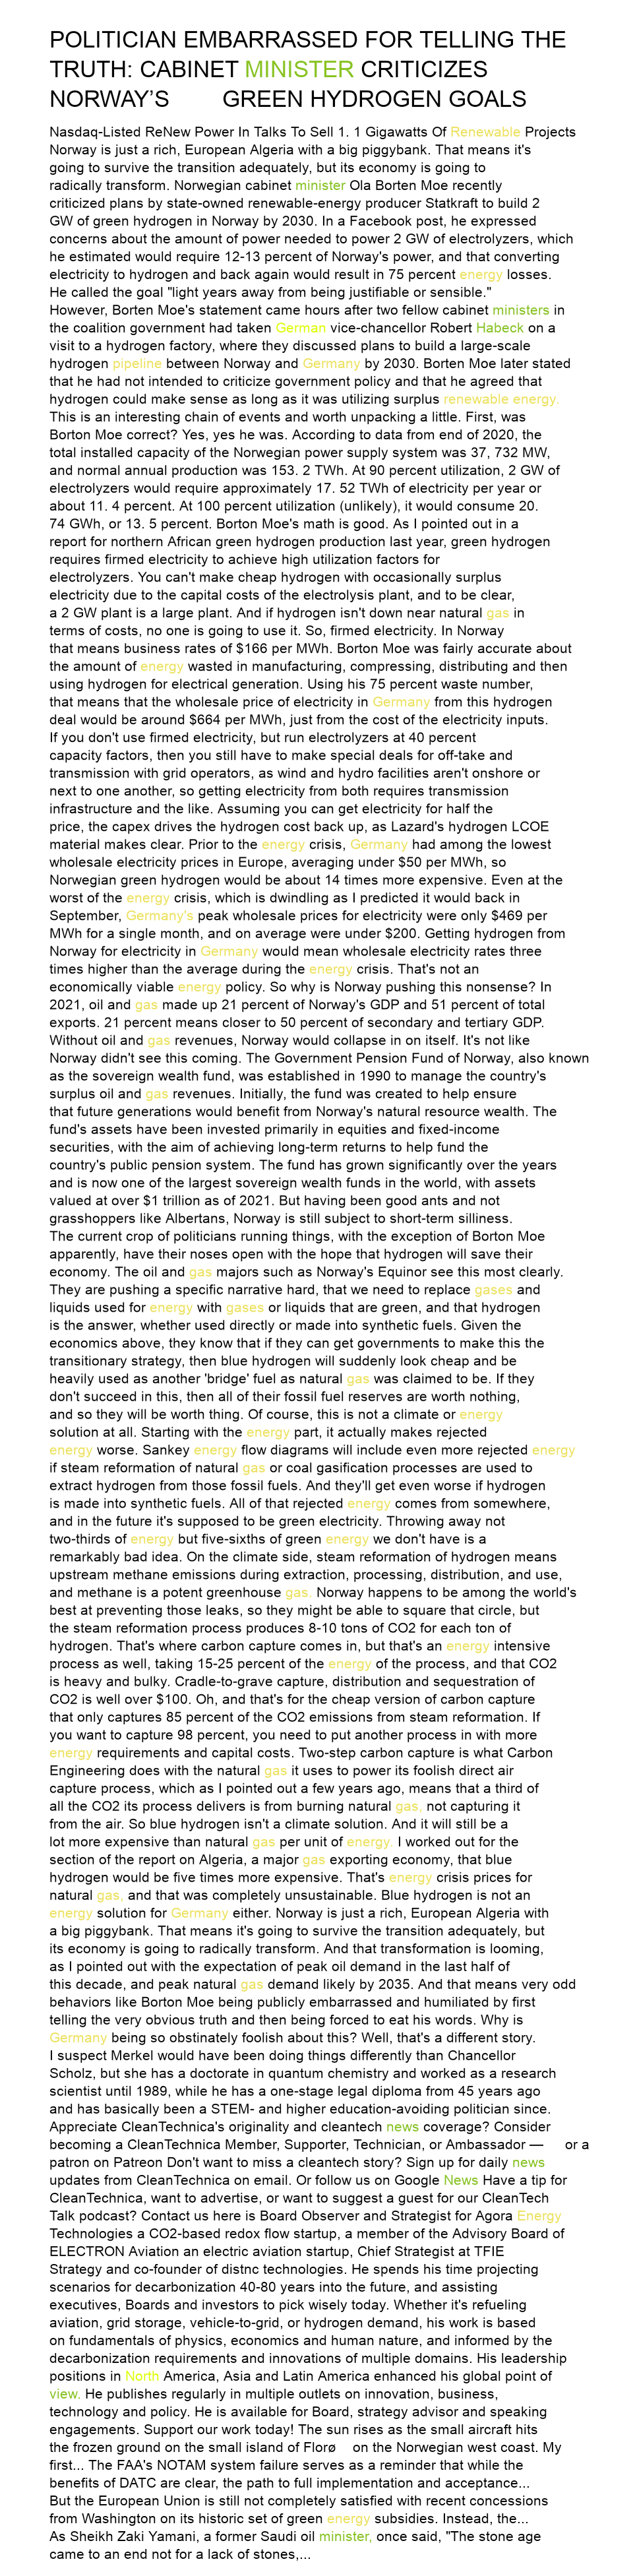 POLITICIAN EMBARRASSED FOR TELLING THE
TRUTH: CABINET MINISTER CRITICIZES
NORWAY'S GREEN HYDROGEN GOALS
Nasdaq-Listed ReNew Power In Talks To Sell 1. 1 Gigawatts Of Renewable Projects
Norway is just a rich, European Algeria with a big piggybank. That means it's
going to survive the transition adequately, but its economy is going to
radically transform. Norwegian cabinet minister Ola Borten Moe recently
criticized plans by state-owned renewable-energy producer Statkraft to build 2
GW of green hydrogen in Norway by 2030. In a Facebook post, he expressed
concerns about the amount of power needed to power 2 GW of electrolyzers, which
he estimated would require 12-13 percent of Norway's power, and that converting
electricity to hydrogen and back again would result in 75 percent energy losses.
He called the goal "light years away from being justifiable or sensible."
However, Borten Moe's statement came hours after two fellow cabinet ministers in
the coalition government had taken German vice-chancellor Robert Habeck on a
visit to a hydrogen factory, where they discussed plans to build a large-scale
hydrogen pipeline between Norway and Germany by 2030. Borten Moe later stated
that he had not intended to criticize government policy and that he agreed that
hydrogen could make sense as long as it was utilizing surplus renewable energy.
This is an interesting chain of events and worth unpacking a little. First, was
Borton Moe correct? Yes, yes he was. According to data from end of 2020, the
total installed capacity of the Norwegian power supply system was 37, 732 MW,
and normal annual production was 153. 2 TWh. At 90 percent utilization, 2 GW of
electrolyzers would require approximately 17. 52 TWh of electricity per year or
about 11. 4 percent. At 100 percent utilization (unlikely), it would consume 20.
74 GWh, or 13. 5 percent. Borton Moe's math is good. As I pointed out in a
report for northern African green hydrogen production last year, green hydrogen
requires firmed electricity to achieve high utilization factors for
electrolyzers. You can't make cheap hydrogen with occasionally surplus
electricity due to the capital costs of the electrolysis plant, and to be clear,
a 2 GW plant is a large plant. And if hydrogen isn't down near natural gas in
terms of costs, no one is going to use it. So, firmed electricity. In Norway
that means business rates of $166 per MWh. Borton Moe was fairly accurate about
the amount of energy wasted in manufacturing, compressing, distributing and then
using hydrogen for electrical generation. Using his 75 percent waste number,
that means that the wholesale price of electricity in Germany from this hydrogen
deal would be around $664 per MWh, just from the cost of the electricity inputs.
If you don't use firmed electricity, but run electrolyzers at 40 percent
capacity factors, then you still have to make special deals for off-take and
transmission with grid operators, as wind and hydro facilities aren't onshore or
next to one another, so getting electricity from both requires transmission
infrastructure and the like. Assuming you can get electricity for half the
price, the capex drives the hydrogen cost back up, as Lazard's hydrogen LCOE
material makes clear. Prior to the energy crisis, Germany had among the lowest
wholesale electricity prices in Europe, averaging under $50 per MWh, so
Norwegian green hydrogen would be about 14 times more expensive. Even at the
worst of the energy crisis, which is dwindling as I predicted it would back in
September, Germany's peak wholesale prices for electricity were only $469 per
MWh for a single month, and on average were under $200. Getting hydrogen from
Norway for electricity in Germany would mean wholesale electricity rates three
times higher than the average during the energy crisis. That's not an
economically viable energy policy. So why is Norway pushing this nonsense? In
2021, oil and gas made up 21 percent of Norway's GDP and 51 percent of total
exports. 21 percent means closer to 50 percent of secondary and tertiary GDP.
Without oil and gas revenues, Norway would collapse in on itself. It's not like
Norway didn't see this coming. The Government Pension Fund of Norway, also known
as the sovereign wealth fund, was established in 1990 to manage the country's
surplus oil and gas revenues. Initially, the fund was created to help ensure
that future generations would benefit from Norway's natural resource wealth. The
fund's assets have been invested primarily in equities and fixed-income
securities, with the aim of achieving long-term returns to help fund the
country's public pension system. The fund has grown significantly over the years
and is now one of the largest sovereign wealth funds in the world, with assets
valued at over $1 trillion as of 2021. But having been good ants and not
grasshoppers like Albertans, Norway is still subject to short-term silliness.
The current crop of politicians running things, with the exception of Borton Moe
apparently, have their noses open with the hope that hydrogen will save their
economy. The oil and gas majors such as Norway's Equinor see this most clearly.
They are pushing a specific narrative hard, that we need to replace gases and
liquids used for energy with gases or liquids that are green, and that hydrogen
is the answer, whether used directly or made into synthetic fuels. Given the
economics above, they know that if they can get governments to make this the
transitionary strategy, then blue hydrogen will suddenly look cheap and be
heavily used as another 'bridge' fuel as natural gas was claimed to be. If they
don't succeed in this, then all of their fossil fuel reserves are worth nothing,
and so they will be worth thing. Of course, this is not a climate or energy
solution at all. Starting with the energy part, it actually makes rejected
energy worse. Sankey energy flow diagrams will include even more rejected energy
if steam reformation of natural gas or coal gasification processes are used to
extract hydrogen from those fossil fuels. And they'll get even worse if hydrogen
is made into synthetic fuels. All of that rejected energy comes from somewhere,
and in the future it's supposed to be green electricity. Throwing away not
two-thirds of energy but five-sixths of green energy we don't have is a
remarkably bad idea. On the climate side, steam reformation of hydrogen means
upstream methane emissions during extraction, processing, distribution, and use,
and methane is a potent greenhouse gas. Norway happens to be among the world's
best at preventing those leaks, so they might be able to square that circle, but
the steam reformation process produces 8-10 tons of CO2 for each ton of
hydrogen. That's where carbon capture comes in, but that's an energy intensive
process as well, taking 15-25 percent of the energy of the process, and that CO2
is heavy and bulky. Cradle-to-grave capture, distribution and sequestration of
CO2 is well over $100. Oh, and that's for the cheap version of carbon capture
that only captures 85 percent of the CO2 emissions from steam reformation. If
you want to capture 98 percent, you need to put another process in with more
energy requirements and capital costs. Two-step carbon capture is what Carbon
Engineering does with the natural gas it uses to power its foolish direct air
capture process, which as I pointed out a few years ago, means that a third of
all the CO2 its process delivers is from burning natural gas, not capturing it
from the air. So blue hydrogen isn't a climate solution. And it will still be a
lot more expensive than natural gas per unit of energy. I worked out for the
section of the report on Algeria, a major gas exporting economy, that blue
hydrogen would be five times more expensive. That's energy crisis prices for
natural gas, and that was completely unsustainable. Blue hydrogen is not an
energy solution for Germany either. Norway is just a rich, European Algeria with
a big piggybank. That means it's going to survive the transition adequately, but
its economy is going to radically transform. And that transformation is looming,
as I pointed out with the expectation of peak oil demand in the last half of
this decade, and peak natural gas demand likely by 2035. And that means very odd
behaviors like Borton Moe being publicly embarrassed and humiliated by first
telling the very obvious truth and then being forced to eat his words. Why is
Germany being so obstinately foolish about this? Well, that's a different story.
I suspect Merkel would have been doing things differently than Chancellor
Scholz, but she has a doctorate in quantum chemistry and worked as a research
scientist until 1989, while he has a one-stage legal diploma from 45 years ago
and has basically been a STEM- and higher education-avoiding politician since.
Appreciate CleanTechnica's originality and cleantech news coverage? Consider
becoming a CleanTechnica Member, Supporter, Technician, or Ambassador — or a
patron on Patreon Don't want to miss a cleantech story? Sign up for daily news
updates from CleanTechnica on email. Or follow us on Google News Have a tip for
CleanTechnica, want to advertise, or want to suggest a guest for our CleanTech
Talk podcast? Contact us here is Board Observer and Strategist for Agora Energy
Technologies a CO2-based redox flow startup, a member of the Advisory Board of
ELECTRON Aviation an electric aviation startup, Chief Strategist at TFIE
Strategy and co-founder of distnc technologies. He spends his time projecting
scenarios for decarbonization 40-80 years into the future, and assisting
executives, Boards and investors to pick wisely today. Whether it's refueling
aviation, grid storage, vehicle-to-grid, or hydrogen demand, his work is based
on fundamentals of physics, economics and human nature, and informed by the
decarbonization requirements and innovations of multiple domains. His leadership
positions in North America, Asia and Latin America enhanced his global point of
view. He publishes regularly in multiple outlets on innovation, business,
technology and policy. He is available for Board, strategy advisor and speaking
engagements. Support our work today! The sun rises as the small aircraft hits
the frozen ground on the small island of Florø on the Norwegian west coast. My
first... The FAA's NOTAM system failure serves as a reminder that while the
benefits of DATC are clear, the path to full implementation and acceptance...
But the European Union is still not completely satisfied with recent concessions
from Washington on its historic set of green energy subsidies. Instead, the...
As Sheikh Zaki Yamani, a former Saudi oil minister, once said, "The stone age
came to an end not for a lack of stones,...